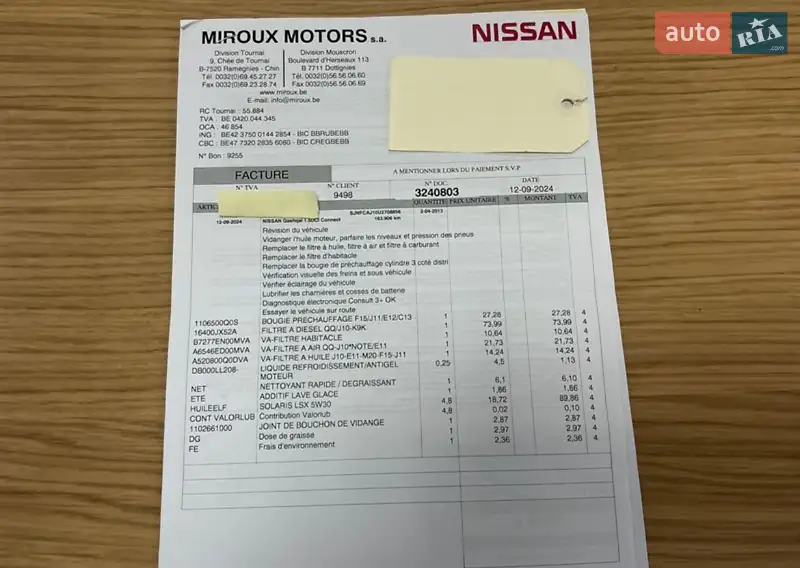 MIROUX MOTORS s.a.
NISSAN
auto RIA .com
Division Tournai
9, Chée de Tournai
B-7520 Ramegnies - Chin
Tél. 0032(0)69.45.27.27
Fax 0032(0)69.23.28.74
Division Mouscron
Boulevard d'Herseaux 113
B 7711 Dottignies
Tél. 0032(0)56.56.06.60
Fax 0032(0)56.56.06.69
www.miroux.be
E-mail: info@miroux.be
RC Tournai : 55.884
TVA : BE 0420.044.345
OCA : 46 854
ING : BE42 3750 0144 2854 - BIC BBRUBEBB
CBC : BE47 7320 2835 6080 - BIC CREGBEBB
N° Bon : 9255
FACTURE A MENTIONNER LORS DU PAIEMENT S.V.P
N° TVA N° CLIENT N° DOC. DATE
9498 3240803 12-09-2024
QUANTITE PRIX UNITAIRE % MONTANT TVA
SJNFCAJ10U2708856 2-04-2013
12-09-2024 NISSAN Qashqai 1.5DCI Connect 163.906 km
Révision du véhicule
Vidanger l'huile moteur, parfaire les niveaux et pression des pneus
Remplacer le filtre à huile, filtre à air et filtre à carburant
Remplacer le filtre d'habitacle
Remplacer la bougie de préchauffage cylindre 3 coté distri
Vérification visuelle des freins et sous véhicule
Vérifier éclairage du véhicule
Lubrifier les charnières et cosses de batterie
Diagnostique électronique Consult 3+ OK
Essayer le véhicule sur route
1106500Q0S BOUGIE PRECHAUFFAGE F15/J11/E12/C13 1 27,28 27,28 4
16400JX52A FILTRE A DIESEL QQ/J10-K9K 1 73,99 73,99 4
B7277EN00MVA VA-FILTRE HABITACLE 1 10,64 10,64 4
A6546ED00MVA VA-FILTRE A AIR QQ-J10*NOTE/E11 1 21,73 21,73 4
A520800Q0DVA VA-FILTRE A HUILE J10-E11-M20-F15-J11 1 14,24 14,24 4
DB000LL208- LIQUIDE REFROIDISSEMENT/ANTIGEL MOTEUR 0,25 4,5 1,13 4
NET NETTOYANT RAPIDE / DEGRAISSANT 1 6,1 6,10 4
ETE ADDITIF LAVE GLACE 1 1,86 1,86 4
HUILEELF SOLARIS LSX 5W30 4,8 18,72 89,86 4
CONT VALORLUB Contribution Valorlub 4,8 0,02 0,10 4
1102661000 JOINT DE BOUCHON DE VIDANGE 1 2,87 2,87 4
DG Dose de graisse 1 2,97 2,97 4
FE Frais d'environnement 1 2,36 2,36 4